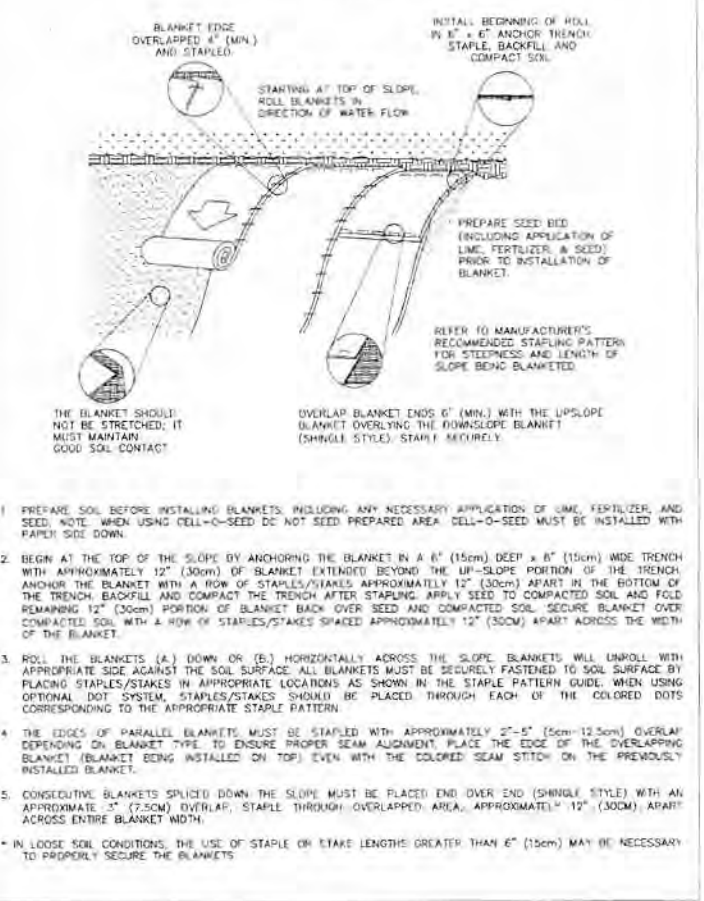 BLANKET EDGE
OVERLAPPED 4" (MIN.)
AND STAPLED.
INSTALL BEGINNING OF ROLL
IN 6" x 6" ANCHOR TRENCH,
STAPLE, BACKFILL AND
COMPACT SOIL
STARTING AT TOP OF SLOPE,
ROLL BLANKETS IN
DIRECTION OF WATER FLOW
PREPARE SEED BED
(INCLUDING APPLICATION OF
LIME, FERTILIZER, & SEED)
PRIOR TO INSTALLATION OF
BLANKET.
REFER TO MANUFACTURER'S
RECOMMENDED STAPLING PATTERN
FOR STEEPNESS AND LENGTH OF
SLOPE BEING BLANKETED
THE BLANKET SHOULD
NOT BE STRETCHED; IT
MUST MAINTAIN
GOOD SOIL CONTACT
OVERLAP BLANKET ENDS 6" (MIN.) WITH THE UPSLOPE
BLANKET OVERLYING THE DOWNSLOPE BLANKET
(SHINGLE STYLE). STAPLE SECURELY
1. PREPARE SOIL BEFORE INSTALLING BLANKETS, INCLUDING ANY NECESSARY APPLICATION OF LIME, FERTILIZER, AND
SEED. NOTE: WHEN USING CELL-O-SEED DO NOT SEED PREPARED AREA. CELL-O-SEED MUST BE INSTALLED WITH
PAPER SIDE DOWN.
2. BEGIN AT THE TOP OF THE SLOPE BY ANCHORING THE BLANKET IN A 6" (15cm) DEEP x 6" (15cm) WIDE TRENCH
WITH APPROXIMATELY 12" (30cm) OF BLANKET EXTENDED BEYOND THE UP-SLOPE PORTION OF THE TRENCH.
ANCHOR THE BLANKET WITH A ROW OF STAPLES/STAKES APPROXIMATELY 12" (30cm) APART IN THE BOTTOM OF
THE TRENCH. BACKFILL AND COMPACT THE TRENCH AFTER STAPLING. APPLY SEED TO COMPACTED SOIL AND FOLD
REMAINING 12" (30cm) PORTION OF BLANKET BACK OVER SEED AND COMPACTED SOIL. SECURE BLANKET OVER
COMPACTED SOIL WITH A ROW OF STAPLES/STAKES SPACED APPROXIMATELY 12" (30CM) APART ACROSS THE WIDTH
OF THE BLANKET.
3. ROLL THE BLANKETS (A.) DOWN OR (B.) HORIZONTALLY ACROSS THE SLOPE. BLANKETS WILL UNROLL WITH
APPROPRIATE SIDE AGAINST THE SOIL SURFACE. ALL BLANKETS MUST BE SECURELY FASTENED TO SOIL SURFACE BY
PLACING STAPLES/STAKES IN APPROPRIATE LOCATIONS AS SHOWN IN THE STAPLE PATTERN GUIDE. WHEN USING
OPTIONAL DOT SYSTEM, STAPLES/STAKES SHOULD BE PLACED THROUGH EACH OF THE COLORED DOTS
CORRESPONDING TO THE APPROPRIATE STAPLE PATTERN.
4. THE EDGES OF PARALLEL BLANKETS MUST BE STAPLED WITH APPROXIMATELY 2"-5" (5cm-12.5cm) OVERLAP
DEPENDING ON BLANKET TYPE. TO ENSURE PROPER SEAM ALIGNMENT, PLACE THE EDGE OF THE OVERLAPPING
BLANKET (BLANKET BEING INSTALLED ON TOP) EVEN WITH THE COLORED SEAM STITCH ON THE PREVIOUSLY
INSTALLED BLANKET.
5. CONSECUTIVE BLANKETS SPLICED DOWN THE SLOPE MUST BE PLACED END OVER END (SHINGLE STYLE) WITH AN
APPROXIMATE 3" (7.5CM) OVERLAP, STAPLE THROUGH OVERLAPPED AREA, APPROXIMATELY 12" (30CM) APART
ACROSS ENTIRE BLANKET WIDTH.
* IN LOOSE SOIL CONDITIONS, THE USE OF STAPLE OR STAKE LENGTHS GREATER THAN 6" (15cm) MAY BE NECESSARY
TO PROPERLY SECURE THE BLANKETS